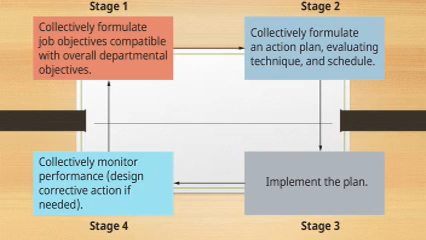 Stage 1
Collectively formulate
job objectives compatible
with overall departmental
objectives.
Stage 2
Collectively formulate
an action plan, evaluating
technique, and schedule.
Collectively monitor
performance (design
corrective action if
needed).
Stage 4
Implement the plan.
Stage 3